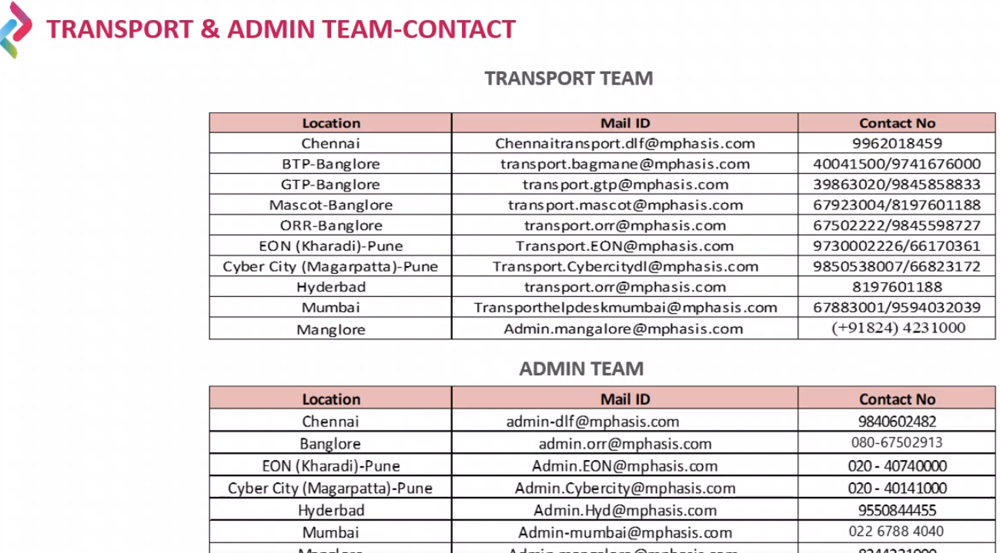 TRANSPORT & ADMIN TEAM-CONTACT
TRANSPORT TEAM
Location Mail ID Contact No
Chennai Chennaitransport.dlf@mphasis.com 9962018459
BTP-Banglore transport.bagmane@mphasis.com 40041500/9741676000
GTP-Banglore transport.gtp@mphasis.com 39863020/9845858833
Mascot-Banglore transport.mascot@mphasis.com 67923004/8197601188
ORR-Banglore transport.orr@mphasis.com 67502222/9845598727
EON (Kharadi)-Pune Transport.EON@mphasis.com 9730002226/66170361
Cyber City (Magarpatta)-Pune Transport.Cybercitydl@mphasis.com 9850538007/66823172
Hyderbad transport.orr@mphasis.com 8197601188
Mumbai Transporthelpdeskmumbai@mphasis.com 67883001/9594032039
Manglore Admin.mangalore@mphasis.com (+91824) 4231000
ADMIN TEAM
Location Mail ID Contact No
Chennai admin-dlf@mphasis.com 9840602482
Banglore admin.orr@mphasis.com 080-67502913
EON (Kharadi)-Pune Admin.EON@mphasis.com 020 - 40740000
Cyber City (Magarpatta)-Pune Admin.Cybercity@mphasis.com 020 - 40141000
Hyderbad Admin.Hyd@mphasis.com 9550844455
Mumbai Admin-mumbai@mphasis.com 022 6788 4040
Manglore Admin.mangalore@mphasis.com